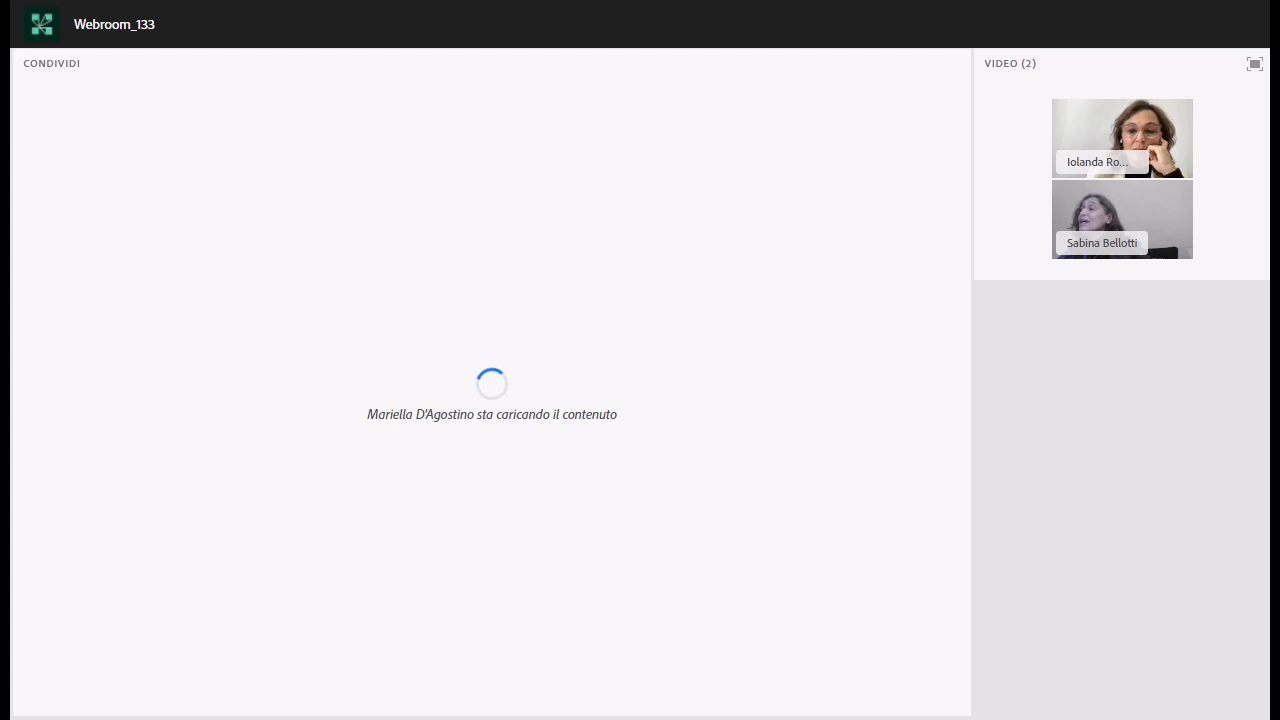 Webroom_133
CONDIVIDI
VIDEO (2)
Iolanda Ro...
Sabina Bellotti
Mariella D'Agostino sta caricando il contenuto